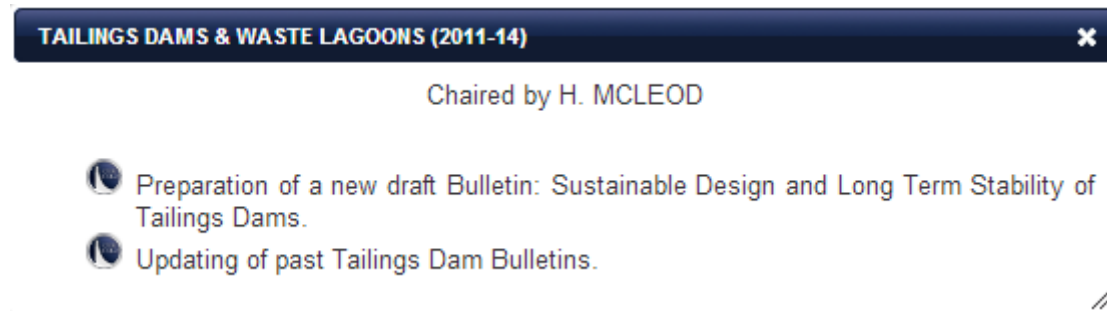 TAILINGS DAMS & WASTE LAGOONS (2011-14)
Chaired by H. MCLEOD
Preparation of a new draft Bulletin: Sustainable Design and Long Term Stability of
Tailings Dams.
Updating of past Tailings Dam Bulletins.